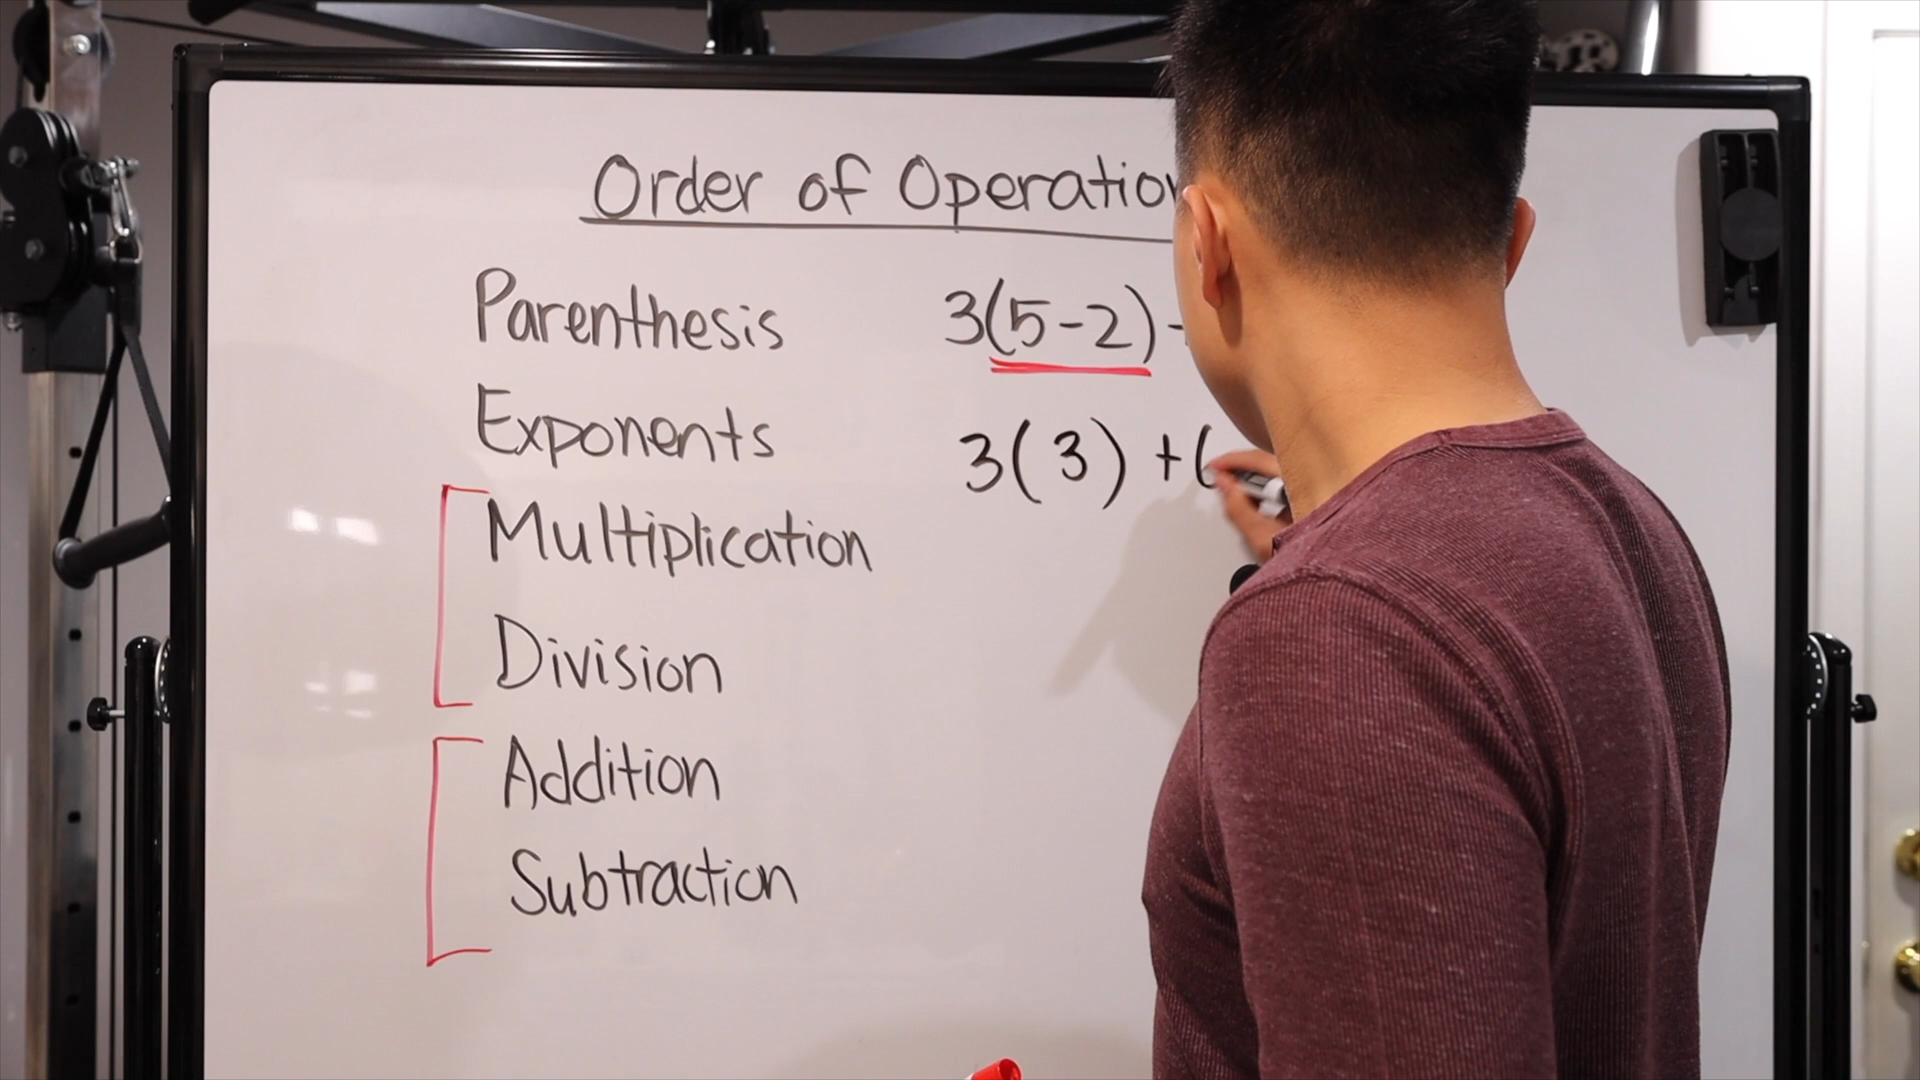 Order of Operation
Parenthesis
3(5-2)-
Exponents
3(3) +
Multiplication
Division
Addition
Subtraction